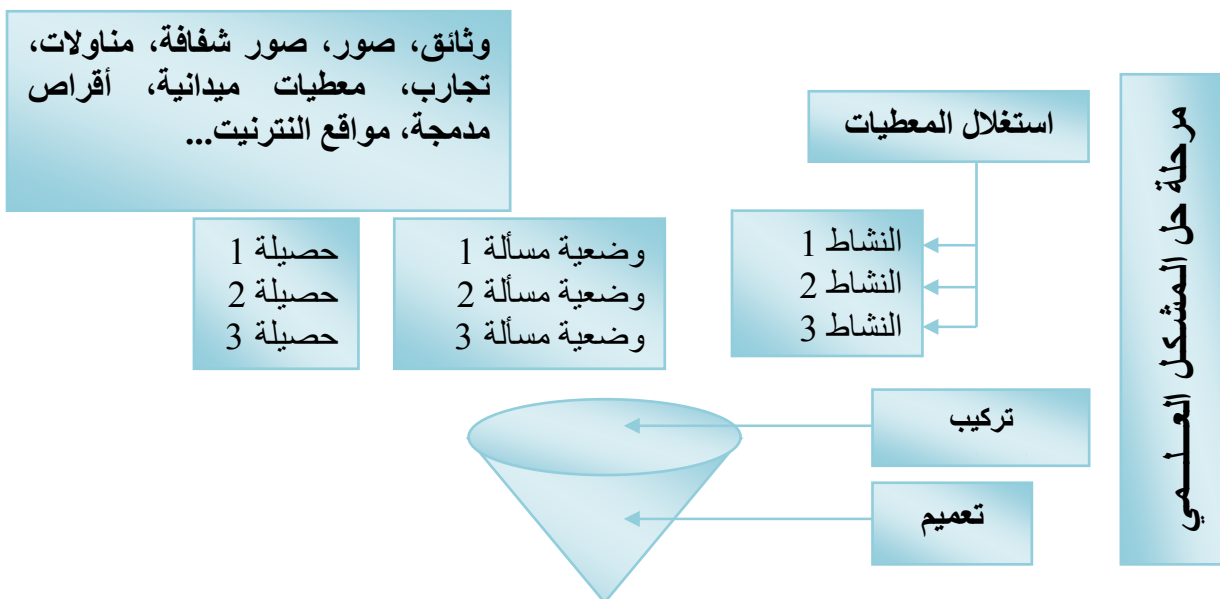 وثائق، صور، صور شفافة، مناولات،
تجارب، معطيات ميدانية، أقراص
مدمجة، مواقع النترنيت...
استغلال المعطيات
مرحلة حل المشكل العلـــمي
النشاط 1
النشاط 2
النشاط 3
وضعية مسألة 1
وضعية مسألة 2
وضعية مسألة 3
حصيلة 1
حصيلة 2
حصيلة 3
تركيب
تعميم